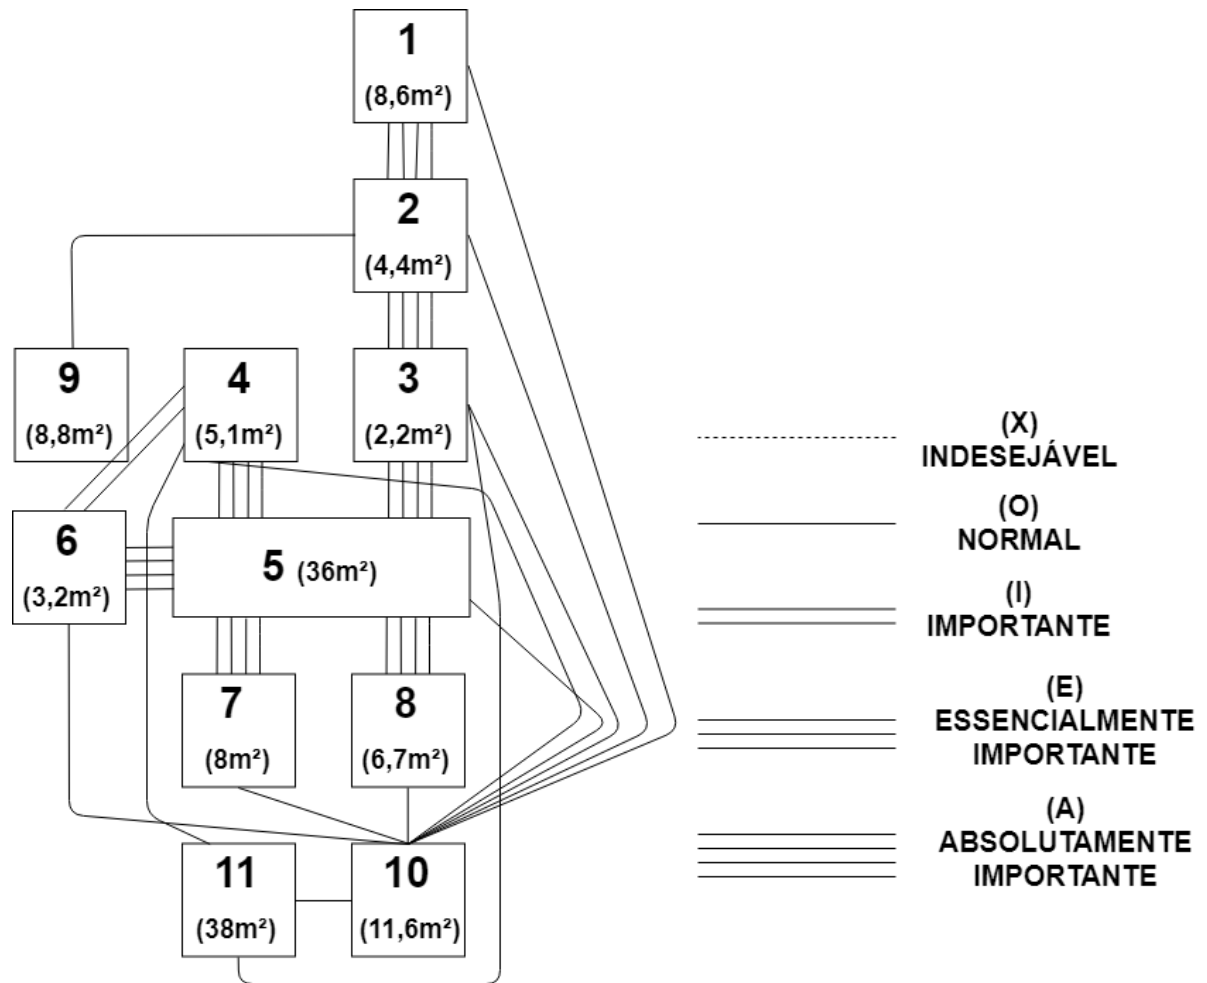 1
(8,6m²)
2
(4,4m²)
9
(8,8m²)
4
(5,1m²)
3
(2,2m²)
6
(3,2m²)
5 (36m²)
7
(8m²)
8
(6,7m²)
11
(38m²)
10
(11,6m²)
(X)
INDESEJÁVEL
(O)
NORMAL
(I)
IMPORTANTE
(E)
ESSENCIALMENTE
IMPORTANTE
(A)
ABSOLUTAMENTE
IMPORTANTE